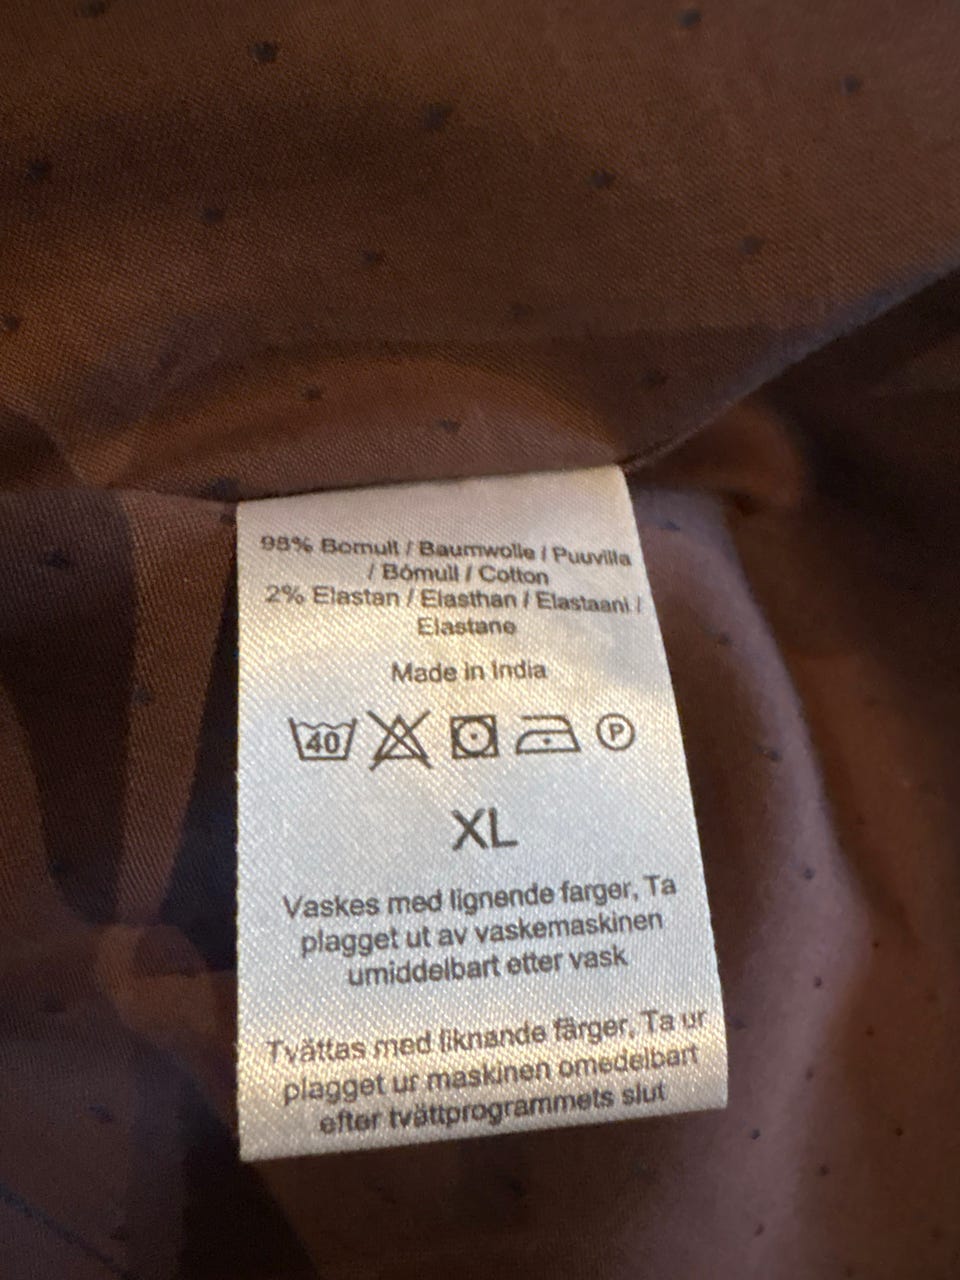 98% Bomull / Baumwolle / Puuvilla
/ Bómull / Cotton
2% Elastan / Elasthan / Elastaani /
Elastane
Made in India
40 P
XL
Vaskes med lignende farger, Ta
plagget ut av vaskemaskinen
umiddelbart etter vask
Tvättas med liknande färger, Ta ur
plagget ur maskinen omedelbart
efter tvättprogrammets slut